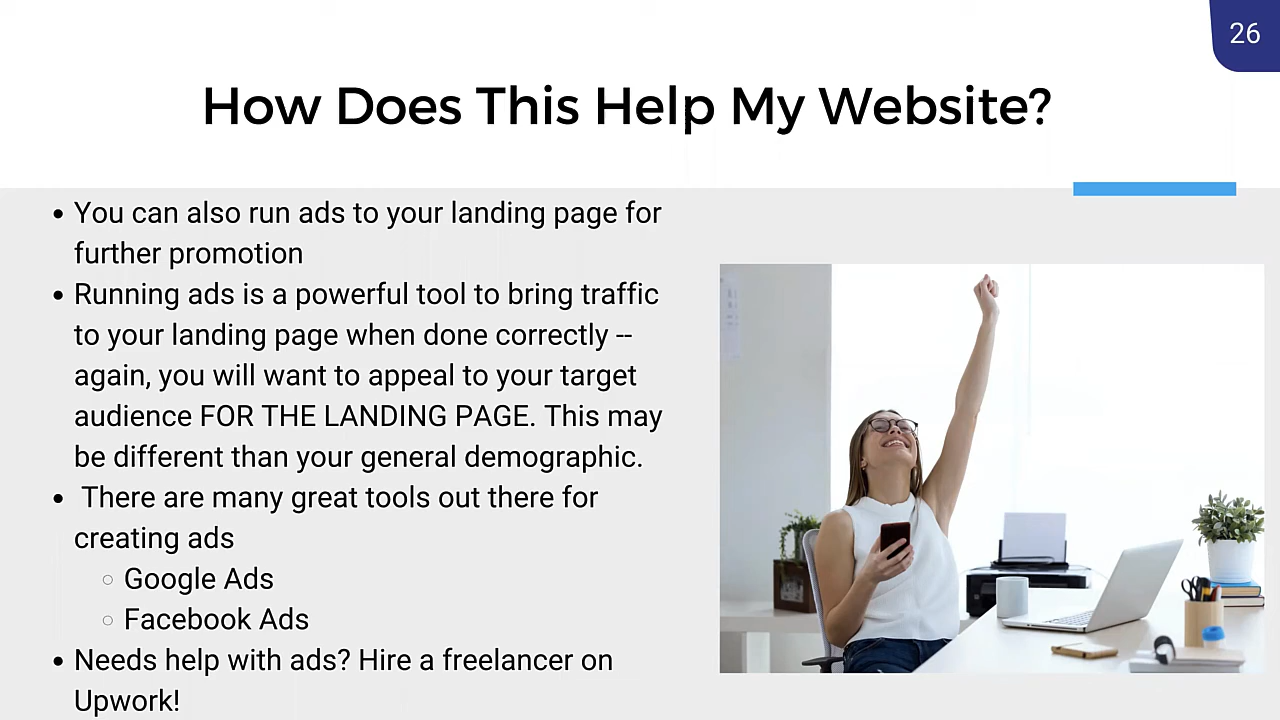 26
How Does This Help My Website?
• You can also run ads to your landing page for
further promotion
• Running ads is a powerful tool to bring traffic
to your landing page when done correctly --
again, you will want to appeal to your target
audience FOR THE LANDING PAGE. This may
be different than your general demographic.
• There are many great tools out there for
creating ads
○ Google Ads
○ Facebook Ads
• Needs help with ads? Hire a freelancer on
Upwork!